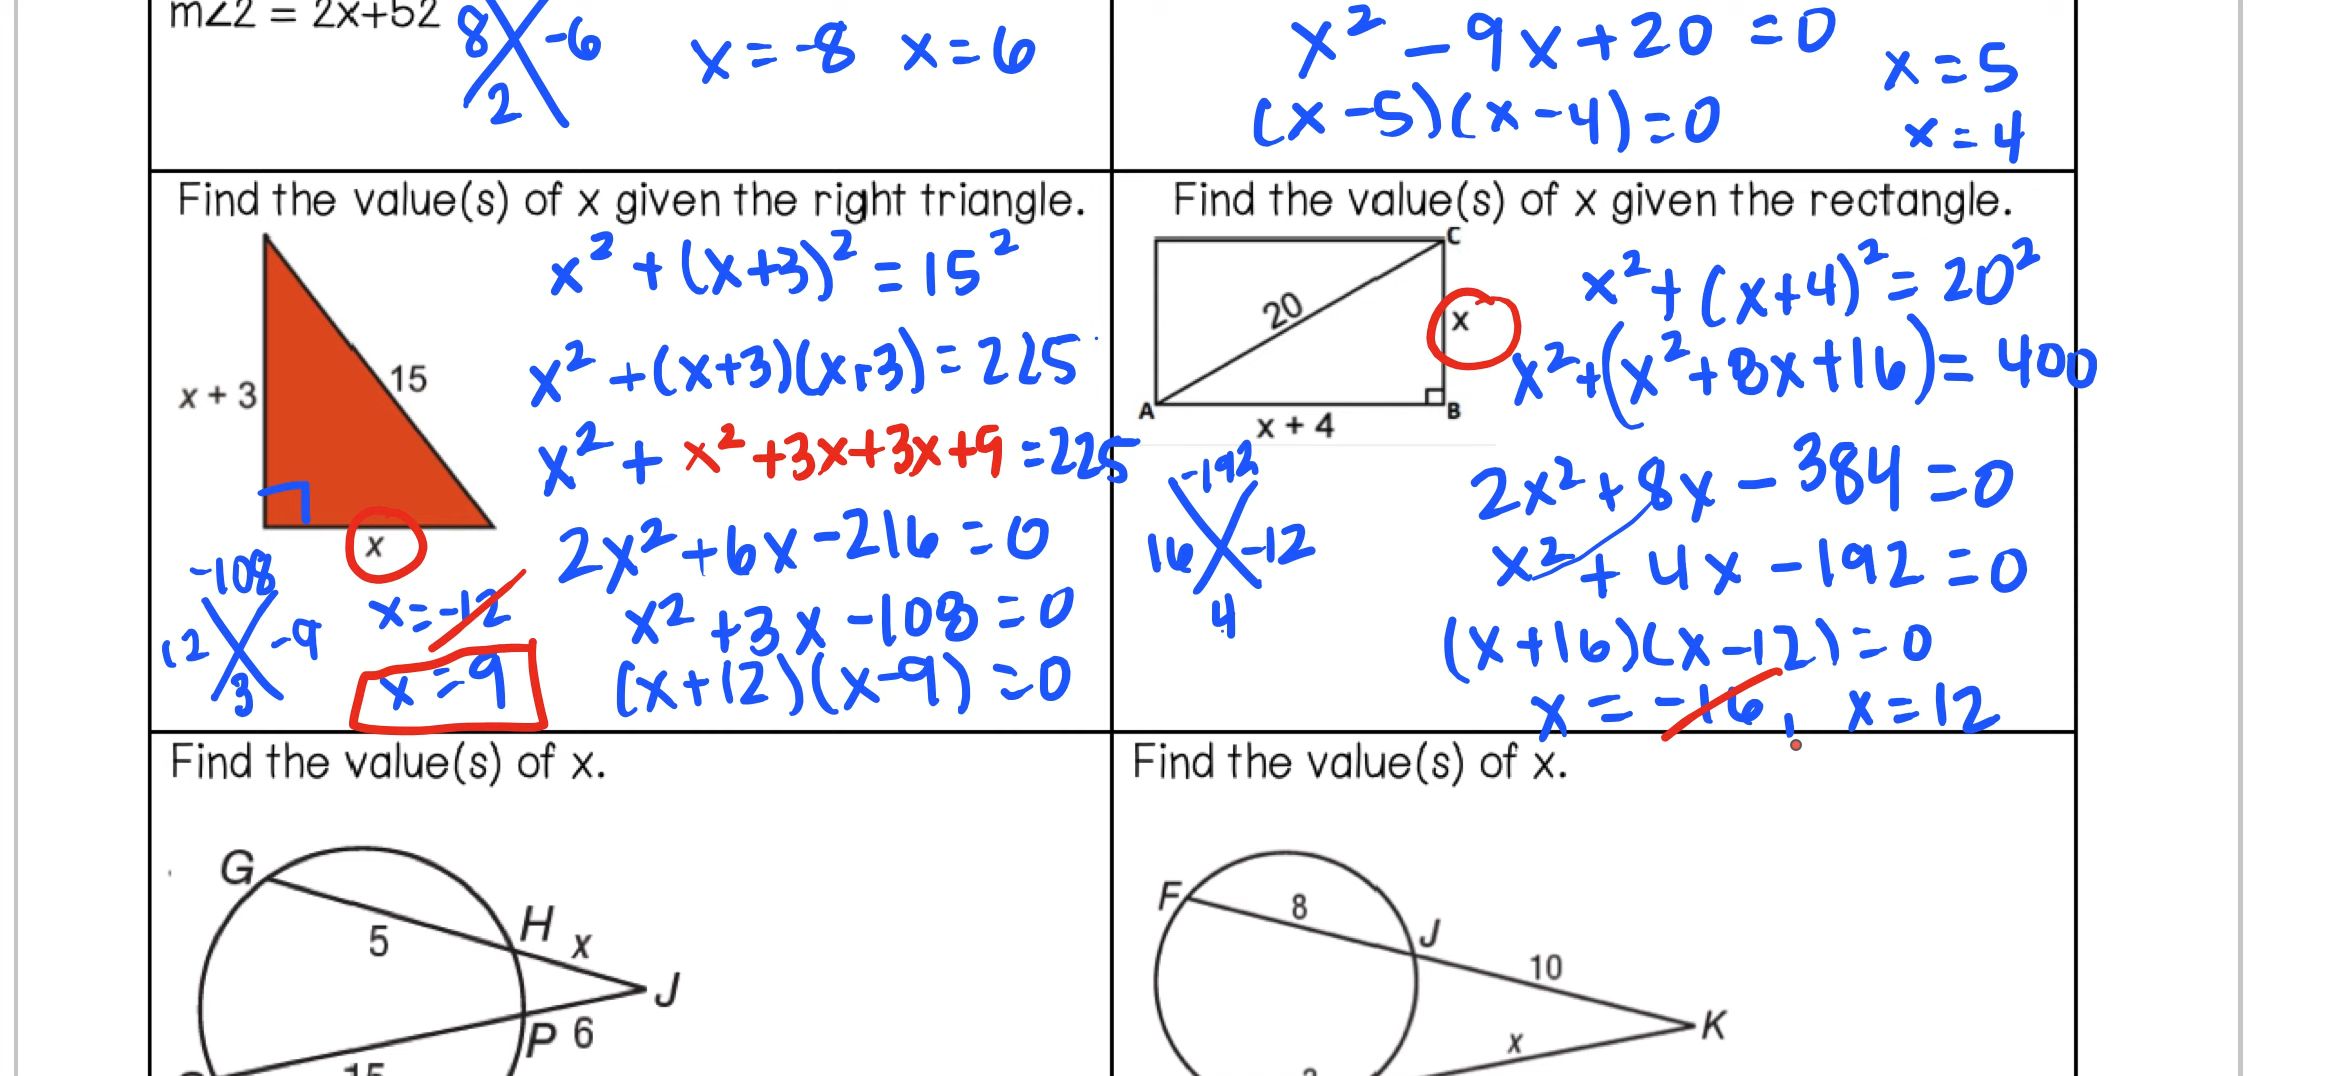 m∠2 = 2x+52
8 -6
2
x = -8 x = 6
x² - 9x + 20 = 0
(x - 5)(x - 4) = 0
x = 5
x = 4
Find the value(s) of x given the right triangle.
x + 3
15
x
x² + (x+3)² = 15²
x² + (x+3)(x+3) = 225
x² + x² + 3x + 3x + 9 = 225
2x² + 6x - 216 = 0
x² + 3x - 108 = 0
(x+12)(x-9) = 0
-108
12 -9
3
x = -12
x = 9
Find the value(s) of x given the rectangle.
C
20
x
A
B
x + 4
x² + (x+4)² = 20²
x² + (x² + 8x + 16) = 400
2x² + 8x - 384 = 0
x² + 4x - 192 = 0
(x+16)(x-12) = 0
x = -16, x = 12
-192
16 -12
4
Find the value(s) of x.
G
5
H
x
J
P
6
Find the value(s) of x.
F
8
J
10
K
x